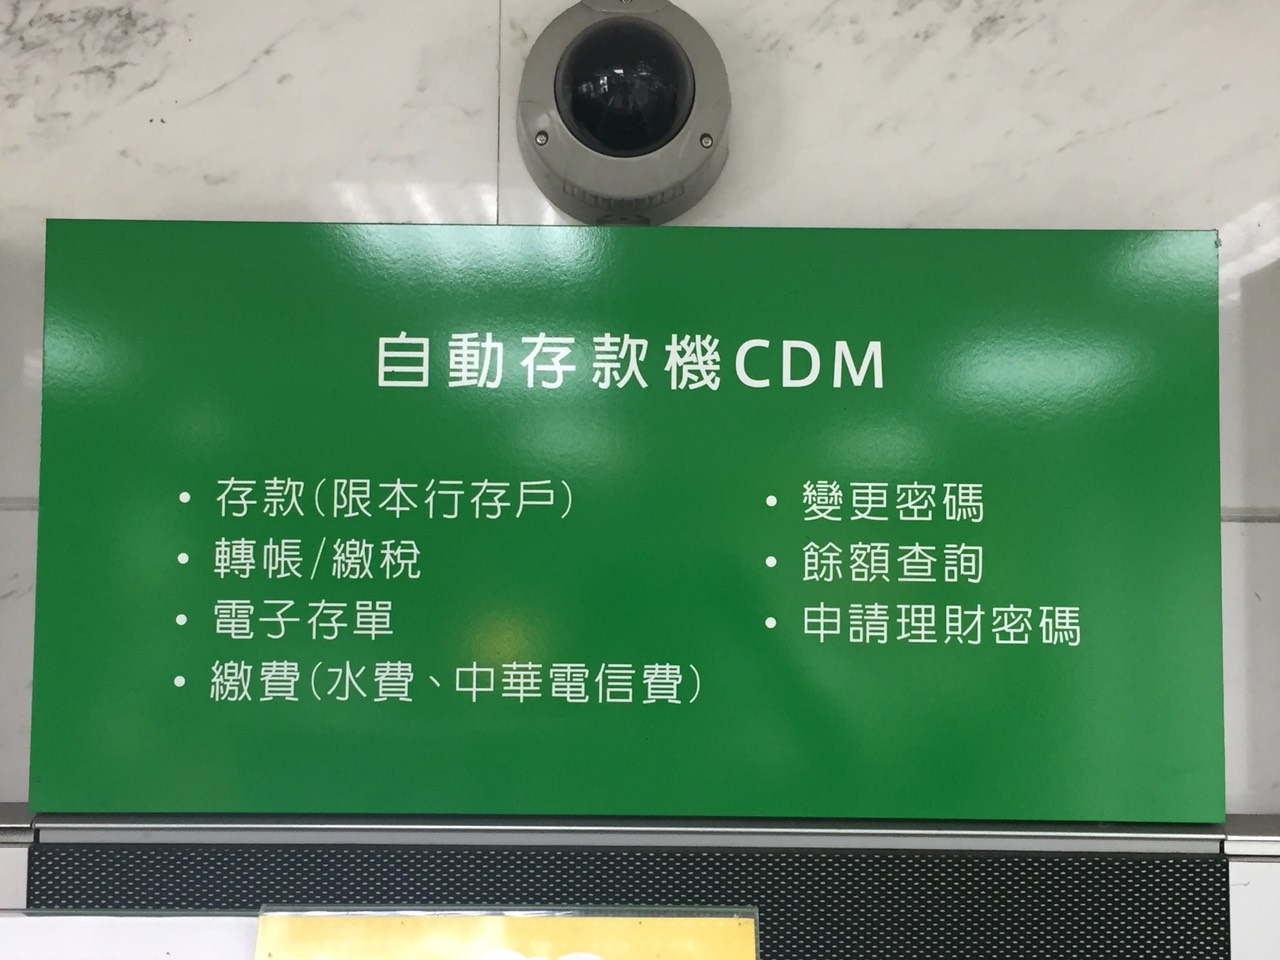 自動存款機CDM
• 存款(限本行存戶)
• 轉帳/繳稅
• 電子存單
• 繳費(水費、中華電信費)
• 變更密碼
• 餘額查詢
• 申請理財密碼